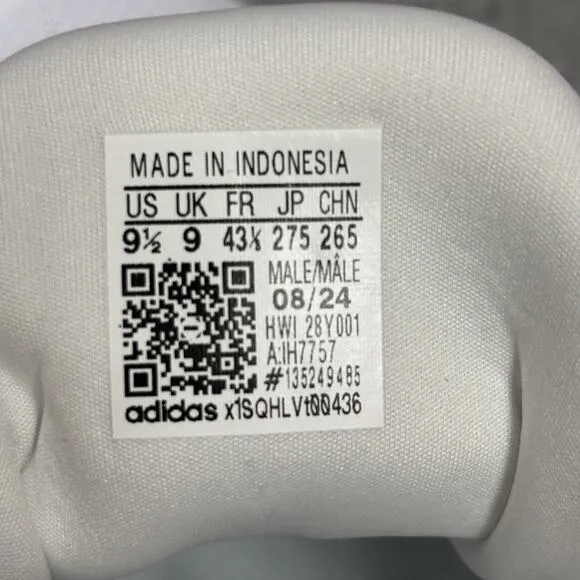 MADE IN INDONESIA
US UK FR JP CHN
9½ 9 43⅓ 275 265
MALE/MÂLE
08/24
HWI 28Y001
A:IH7757
#135249485
adidas x1SQHLVt00436